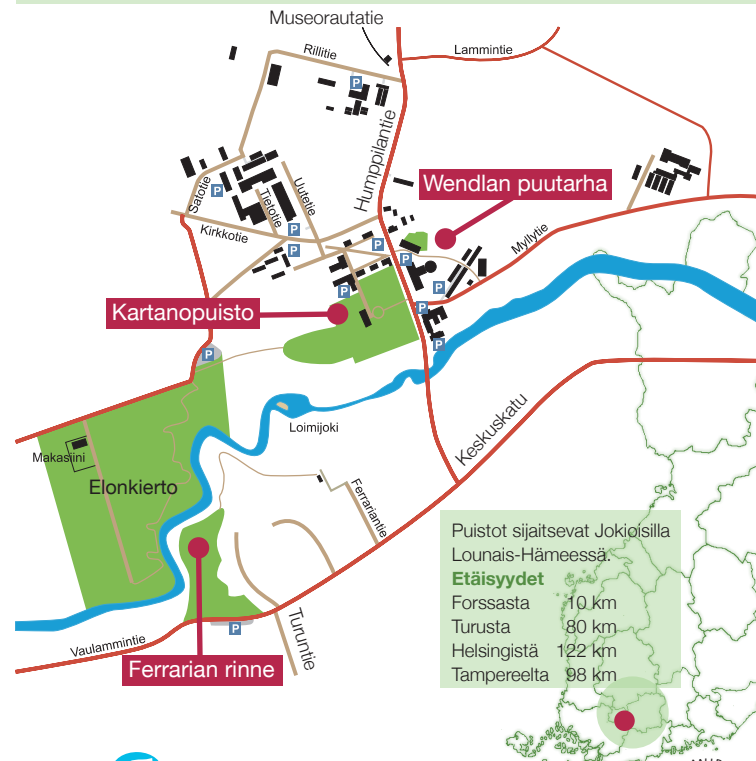 Museorautatie
Rillitie
Lammintie
P
Humppilantie
Wendlan puutarha
P
Satotie
Tietotie
Uutetie
Kirkkotie
P
P
P
P
Myllytie
P
P
P
P
Kartanopuisto
P
Loimijoki
Keskuskatu
Makasiini
Elonkierto
Ferrariantie
Puistot sijaitsevat Jokioisilla
Lounais-Hämeessä.
Etäisyydet
Forssasta 10 km
Turusta 80 km
Helsingistä 122 km
Tampereelta 98 km
P
Turuntie
Vaulammintie
Ferrarian rinne